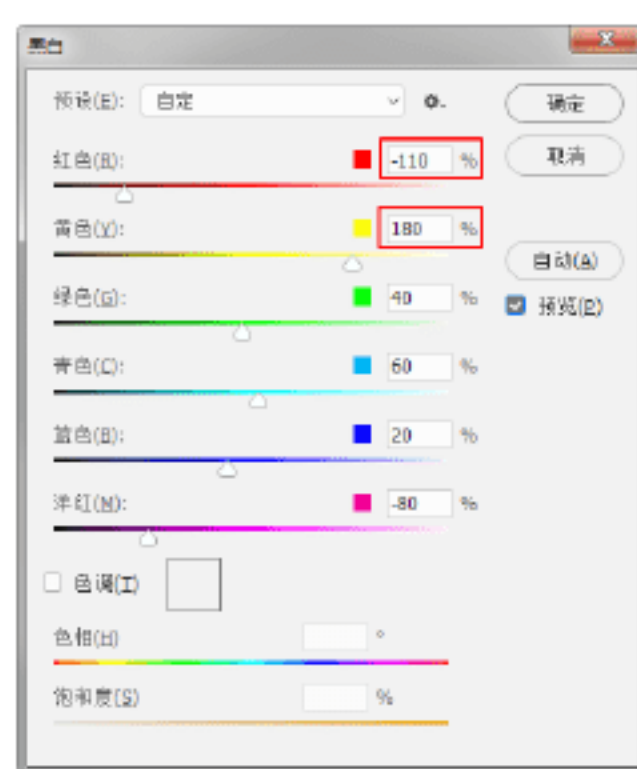 黑白
预设(E): 自定 确定
红色(R): -110 % 取消
黄色(Y): 180 %
自动(A)
绿色(G): 40 % 预览(P)
青色(C): 60 %
蓝色(B): 20 %
洋红(M): -80 %
色调(T)
色相(H) °
饱和度(S) %